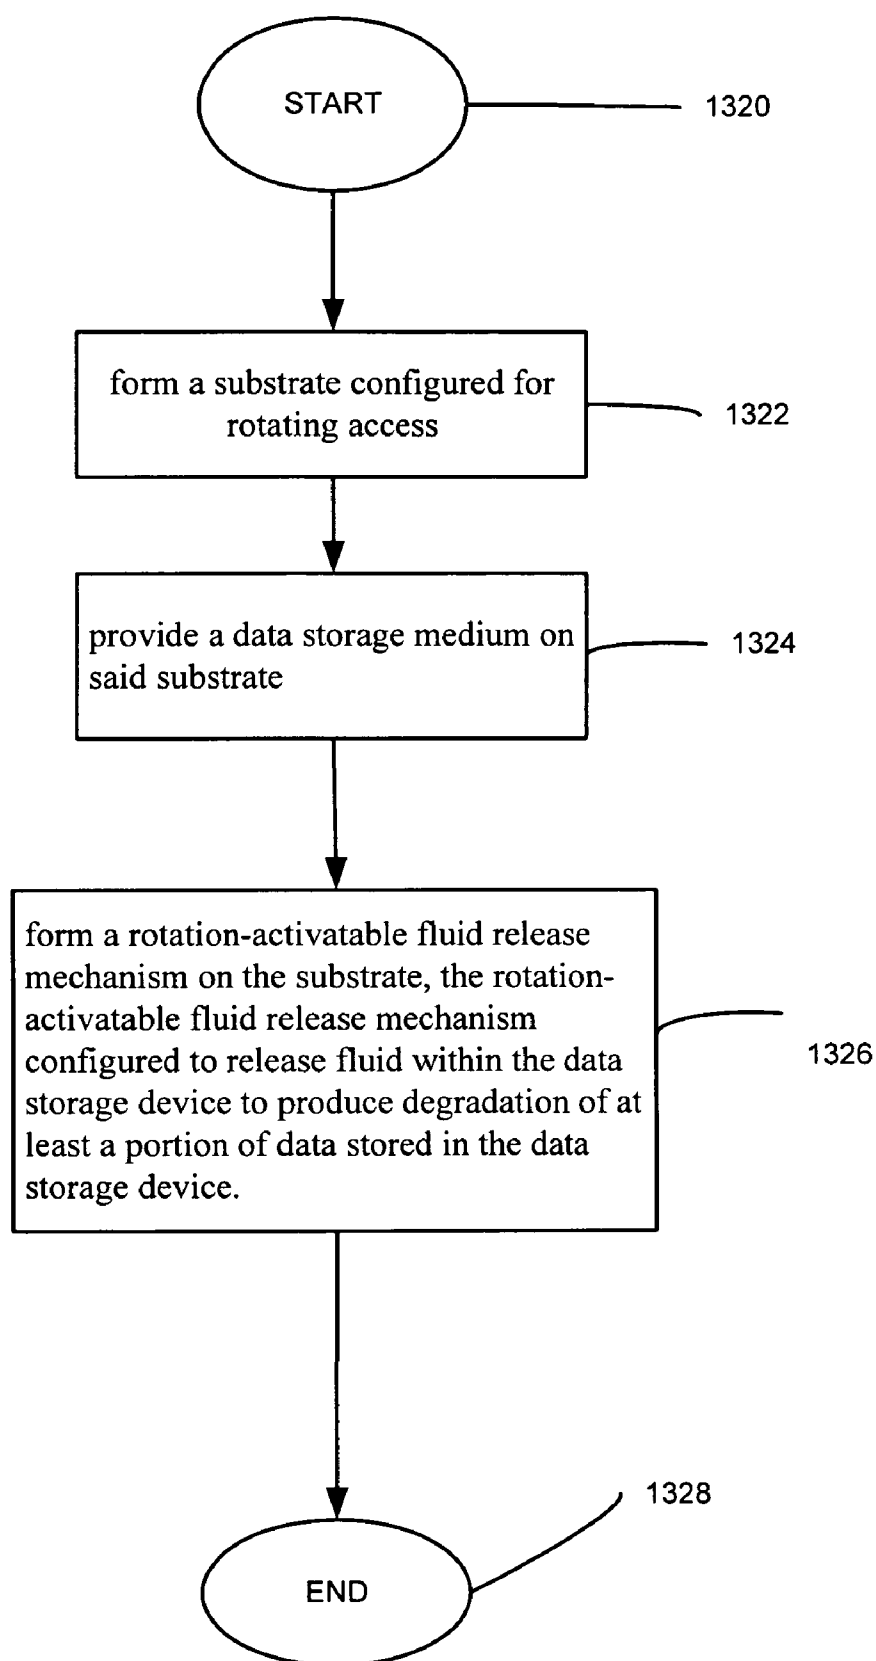 START
1320
form a substrate configured for
rotating access
1322
provide a data storage medium on
said substrate
1324
form a rotation-activatable fluid release
mechanism on the substrate, the rotation-
activatable fluid release mechanism
configured to release fluid within the data
storage device to produce degradation of at
least a portion of data stored in the data
storage device.
1326
1328
END